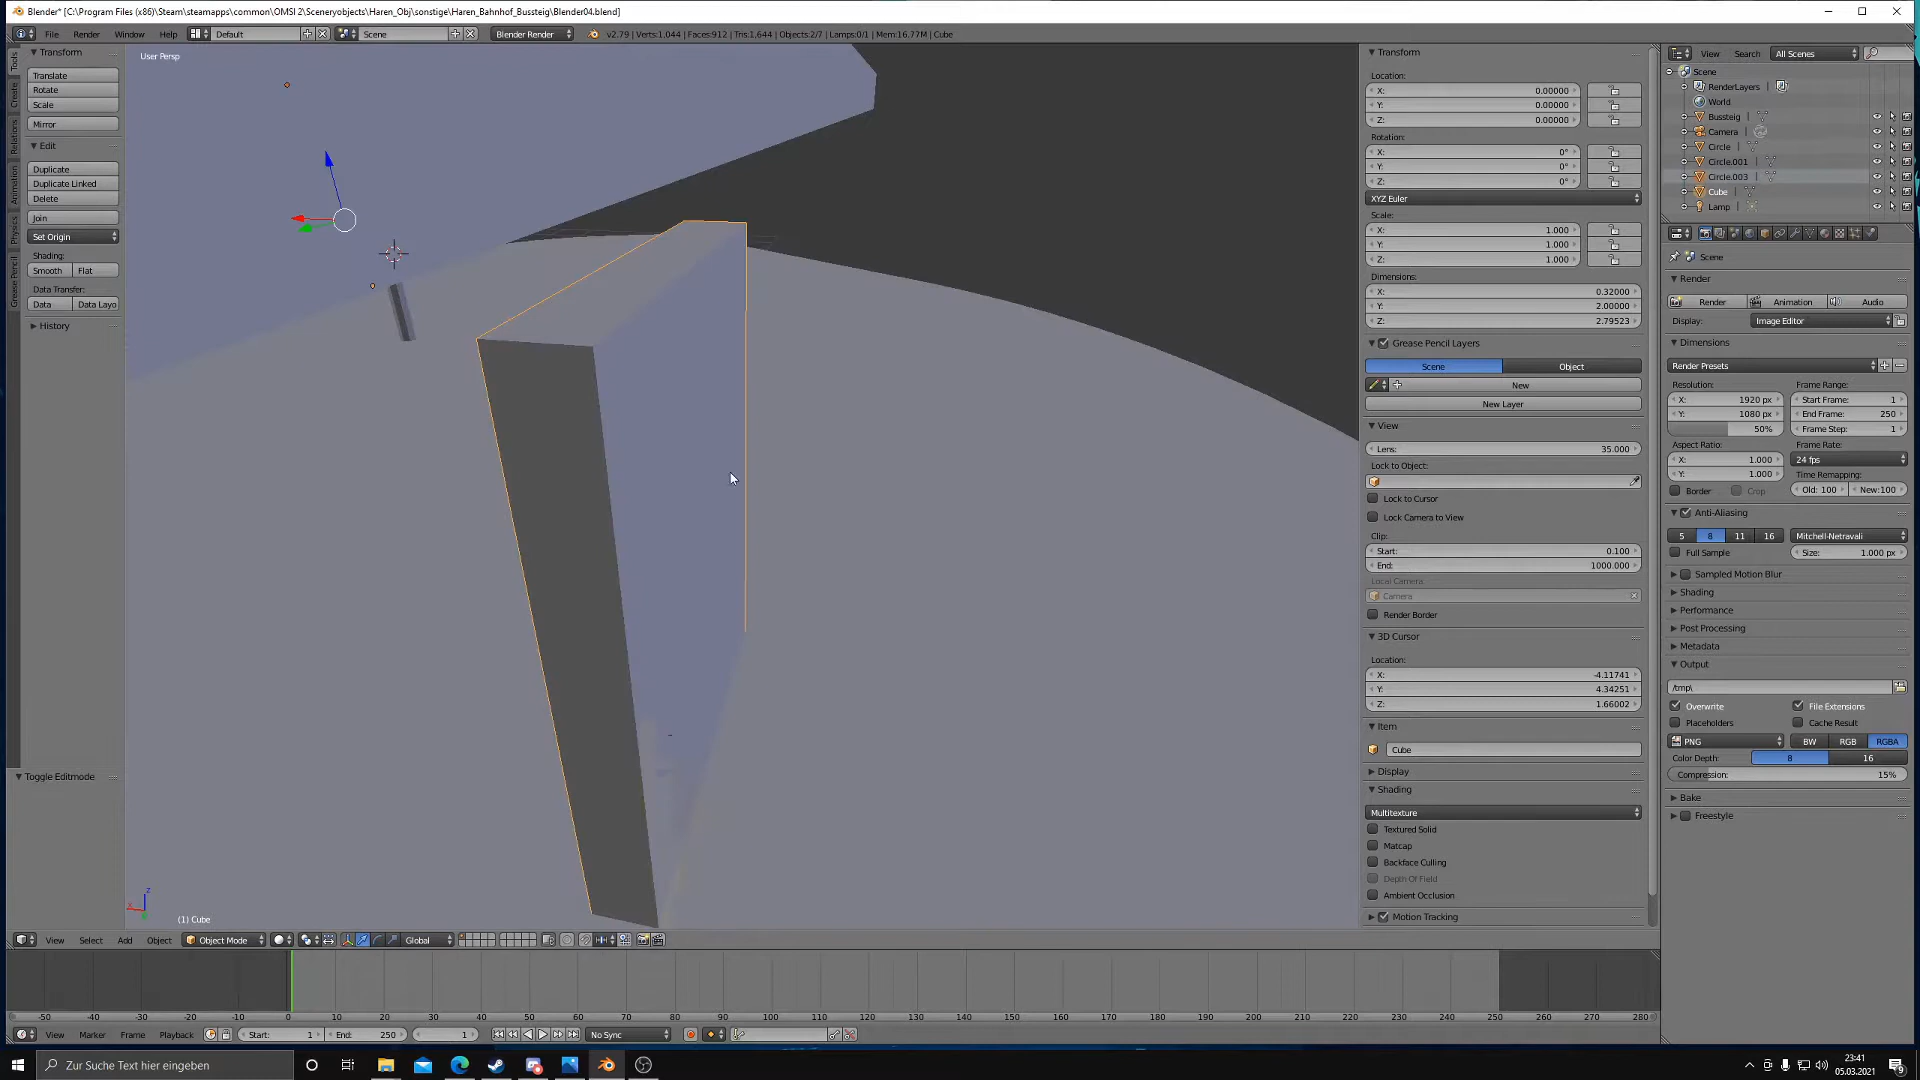 Blender* [C:\Program Files (x86)\Steam\steamapps\common\OMSI 2\Sceneryobjects\Haren_Obj\sonstige\Haren_Bahnhof_Bussteig\Blender04.blend]
File Render Window Help Default Scene Blender Render v2.79 | Verts:1,044 | Faces:912 | Tris:1,644 | Objects:2/7 | Lamps:0/1 | Mem:16.77M | Cube
Transform
Translate
Rotate
Scale
Mirror
Edit
Duplicate
Duplicate Linked
Delete
Join
Set Origin
Shading:
Smooth Flat
Data Transfer:
Data Data Layo
History
Toggle Editmode
Tools
Create
Relations
Animation
Physics
Grease Pencil
User Persp
(1) Cube
Transform
Location:
X: 0.00000
Y: 0.00000
Z: 0.00000
Rotation:
X: 0°
Y: 0°
Z: 0°
XYZ Euler
Scale:
X: 1.000
Y: 1.000
Z: 1.000
Dimensions:
X: 0.32000
Y: 2.00000
Z: 2.79523
Grease Pencil Layers
Scene Object
New
New Layer
View
Lens: 35.000
Lock to Object:
Lock to Cursor
Lock Camera to View
Clip:
Start: 0.100
End: 1000.000
Local Camera:
Camera
Render Border
3D Cursor
Location:
X: -4.11741
Y: 4.34251
Z: 1.66002
Item
Cube
Display
Shading
Multitexture
Textured Solid
Matcap
Backface Culling
Depth Of Field
Ambient Occlusion
Motion Tracking
View Search All Scenes
Scene
RenderLayers
World
Bussteig
Camera
Circle
Circle.001
Circle.003
Cube
Lamp
Scene
Render
Render Animation Audio
Display: Image Editor
Dimensions
Render Presets
Resolution: Frame Range:
X: 1920 px Start Frame: 1
Y: 1080 px End Frame: 250
50% Frame Step: 1
Aspect Ratio: Frame Rate:
X: 1.000 24 fps
Y: 1.000 Time Remapping:
Border Crop Old: 100 New:100
Anti-Aliasing
5 8 11 16 Mitchell-Netravali
Full Sample Size: 1.000 px
Sampled Motion Blur
Shading
Performance
Post Processing
Metadata
Output
/tmp\
Overwrite File Extensions
Placeholders Cache Result
PNG BW RGB RGBA
Color Depth: 8 16
Compression: 15%
Bake
Freestyle
View Select Add Object Object Mode Global
-50 -40 -30 -20 -10 0 10 20 30 40 50 60 70 80 90 100 110 120 130 140 150 160 170 180 190 200 210 220 230 240 250 260 270 280
View Marker Frame Playback Start: 1 End: 250 1 No Sync
Zur Suche Text hier eingeben
23:41
05.03.2021
9